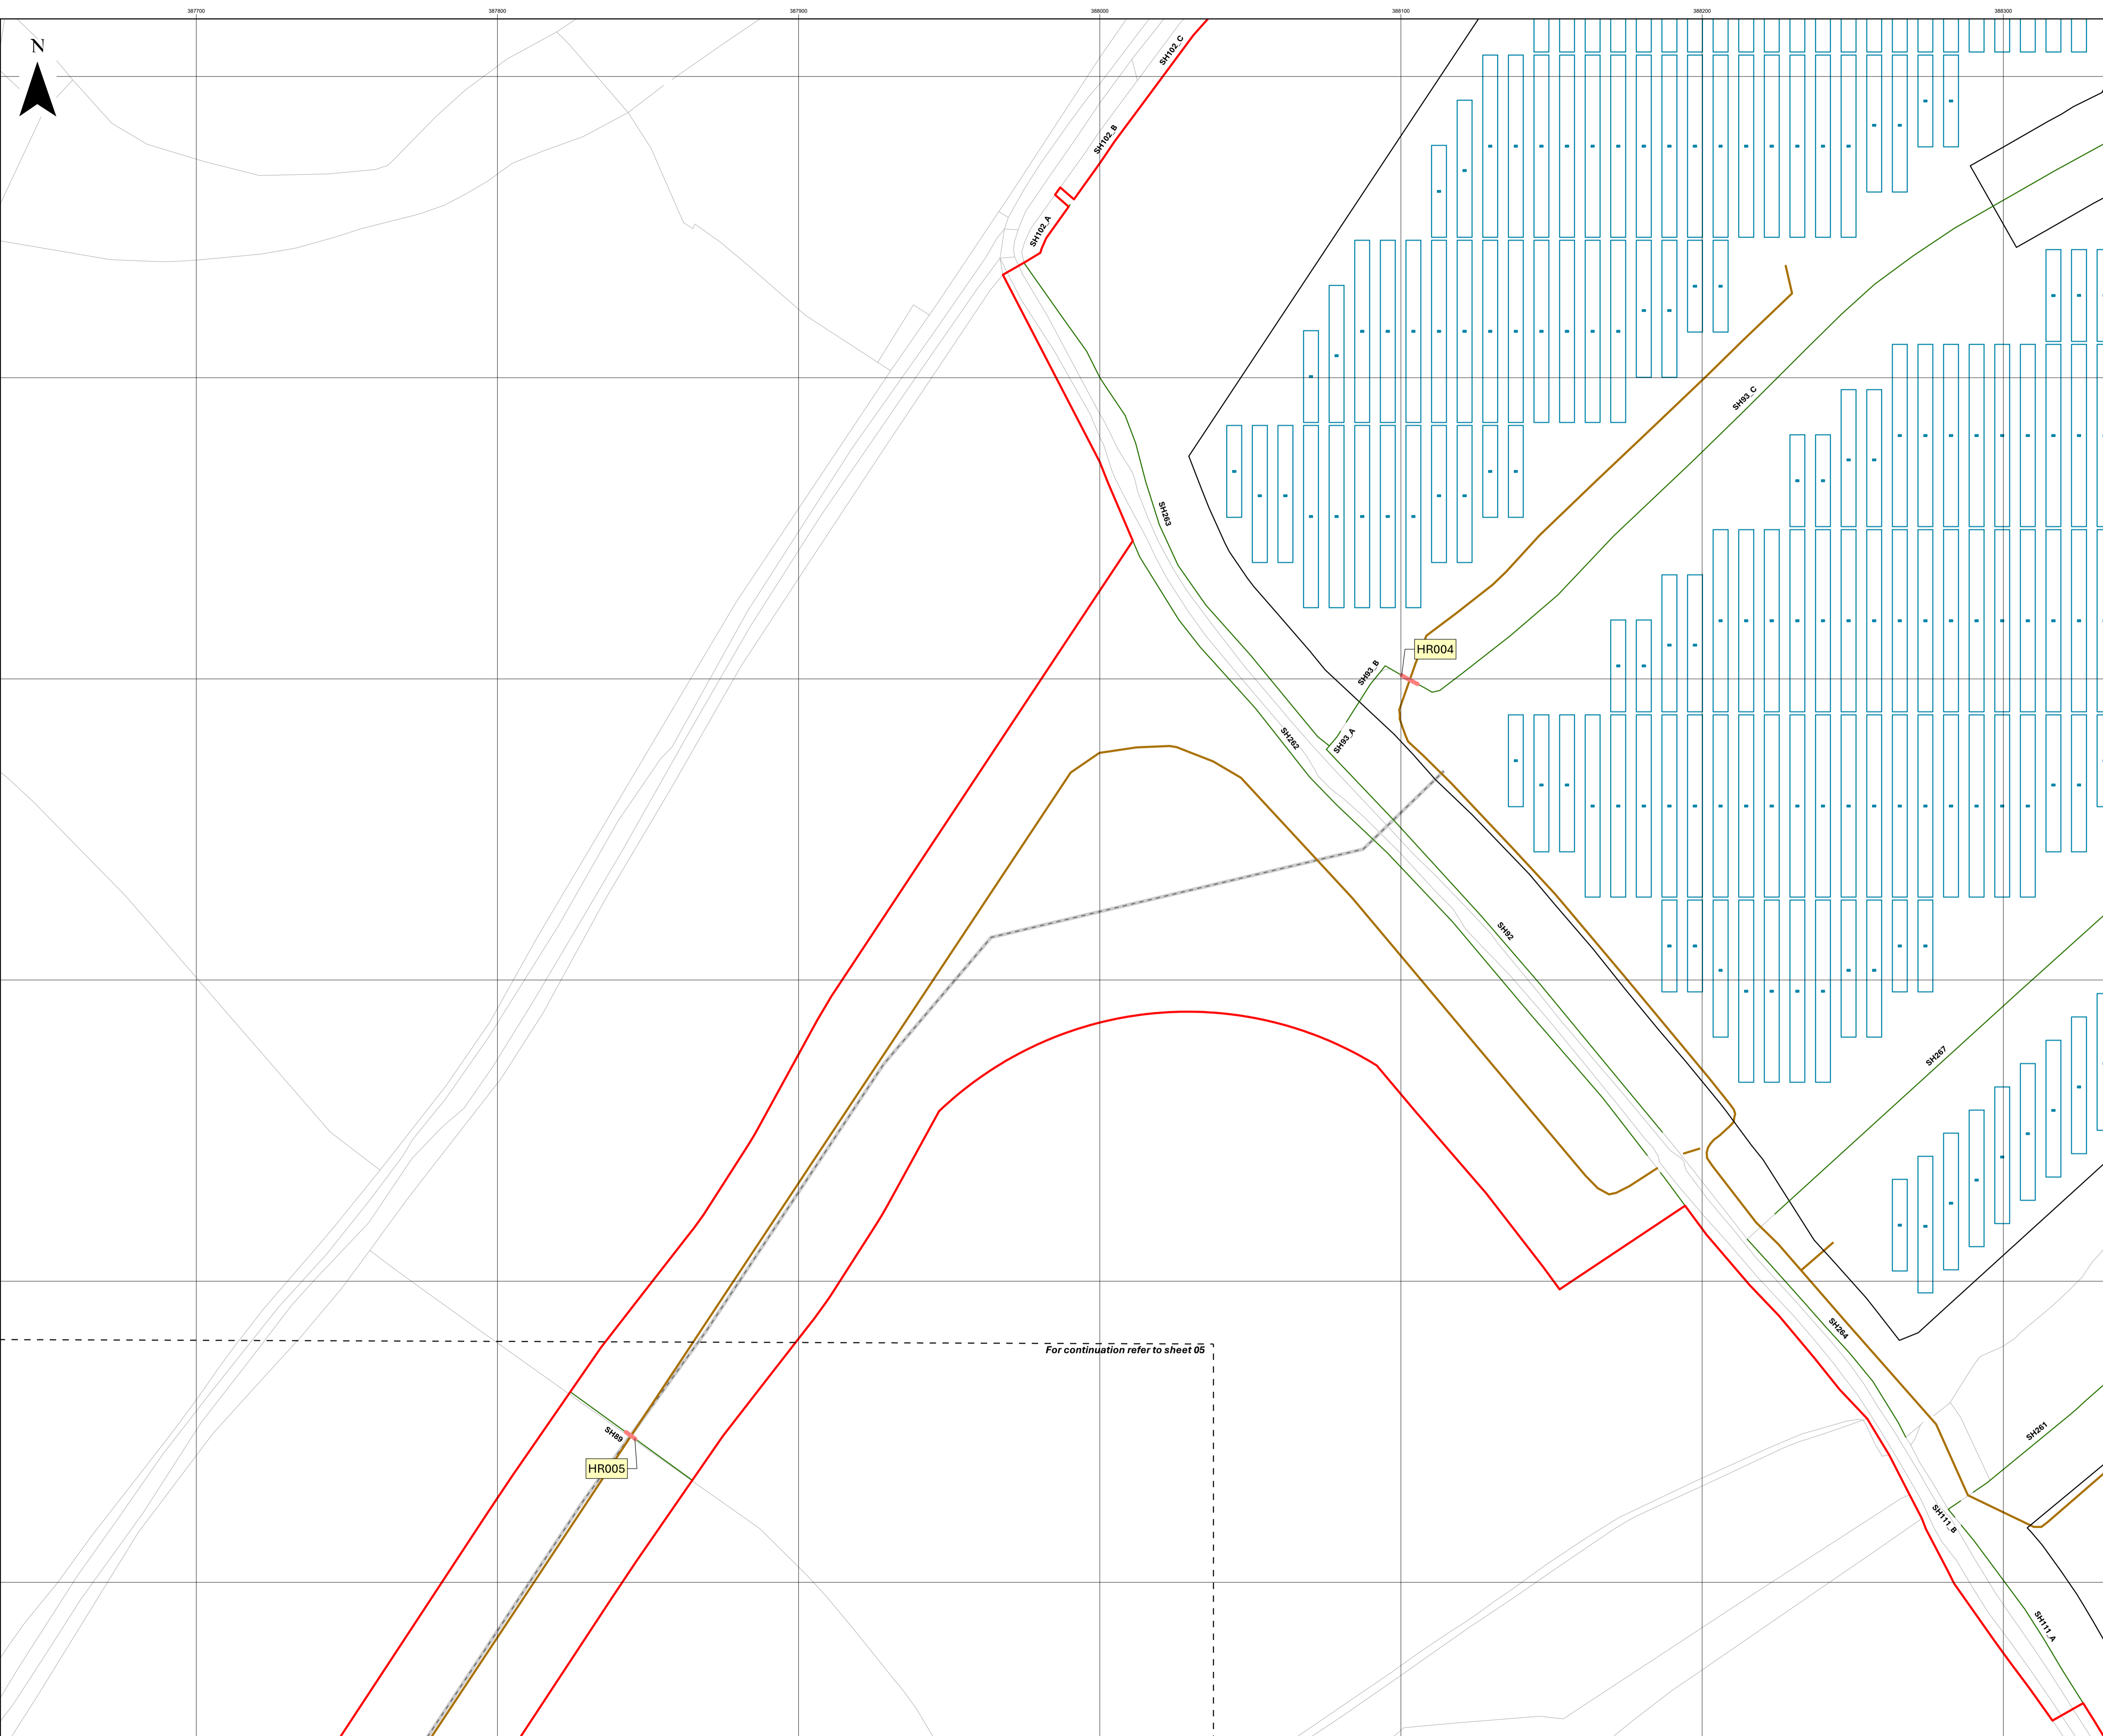 387700 387800 387900 388000 388100 388200 388300
N
SH102_C
SH102_B
SH102_A
SH93_C
SH263
HR004
SH93_B
SH93_A
SH262
SH92
SH267
SH264
For continuation refer to sheet 05
SH89
SH261
HR005
SH111_B
SH111_A